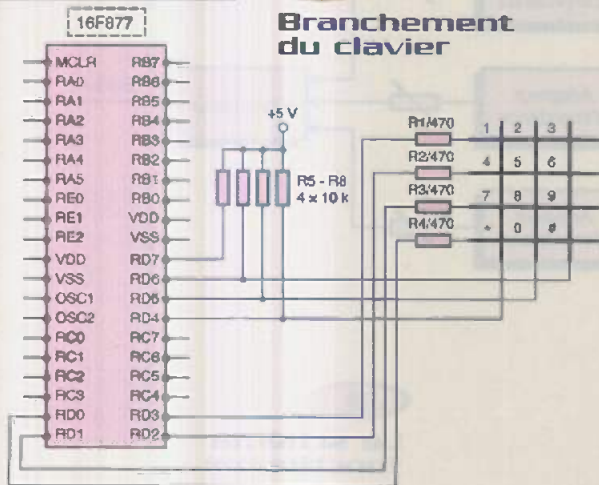 16F877
Branchement
du clavier
MCLR RB7
RA0 RB6
RA1 RB5
RA2 RB4
RA3 RB3
RA4 RB2
RA5 RB1
RE0 RB0
RE1 VDD
RE2 VSS
VDD RD7
VSS RD6
OSC1 RD5
OSC2 RD4
RC0 RC7
RC1 RC6
RC2 RC5
RC3 RC4
RD0 RD3
RD1 RD2
+5 V
R5 - R8
4 x 10 k
R1/470
R2/470
R3/470
R4/470
1 2 3
4 5 6
7 8 9
* 0 #